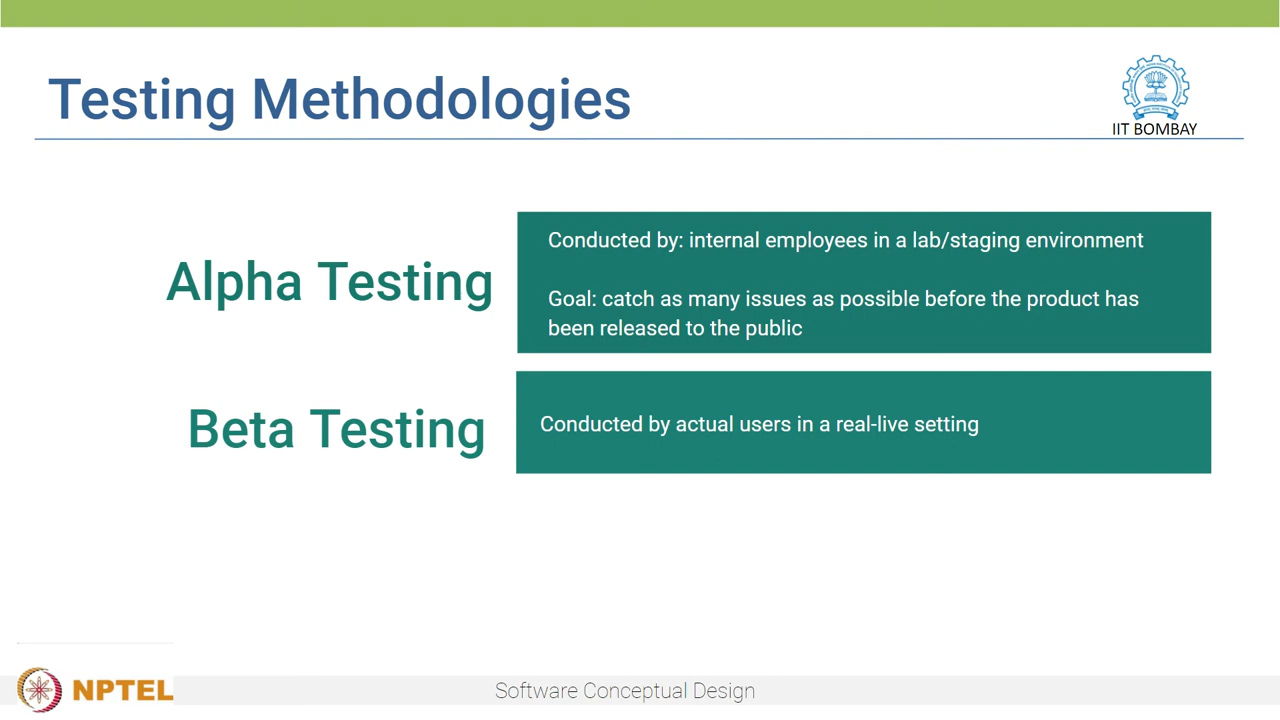 Testing Methodologies
IIT BOMBAY
Alpha Testing
Conducted by: internal employees in a lab/staging environment
Goal: catch as many issues as possible before the product has
been released to the public
Beta Testing
Conducted by actual users in a real-live setting
NPTEL
Software Conceptual Design